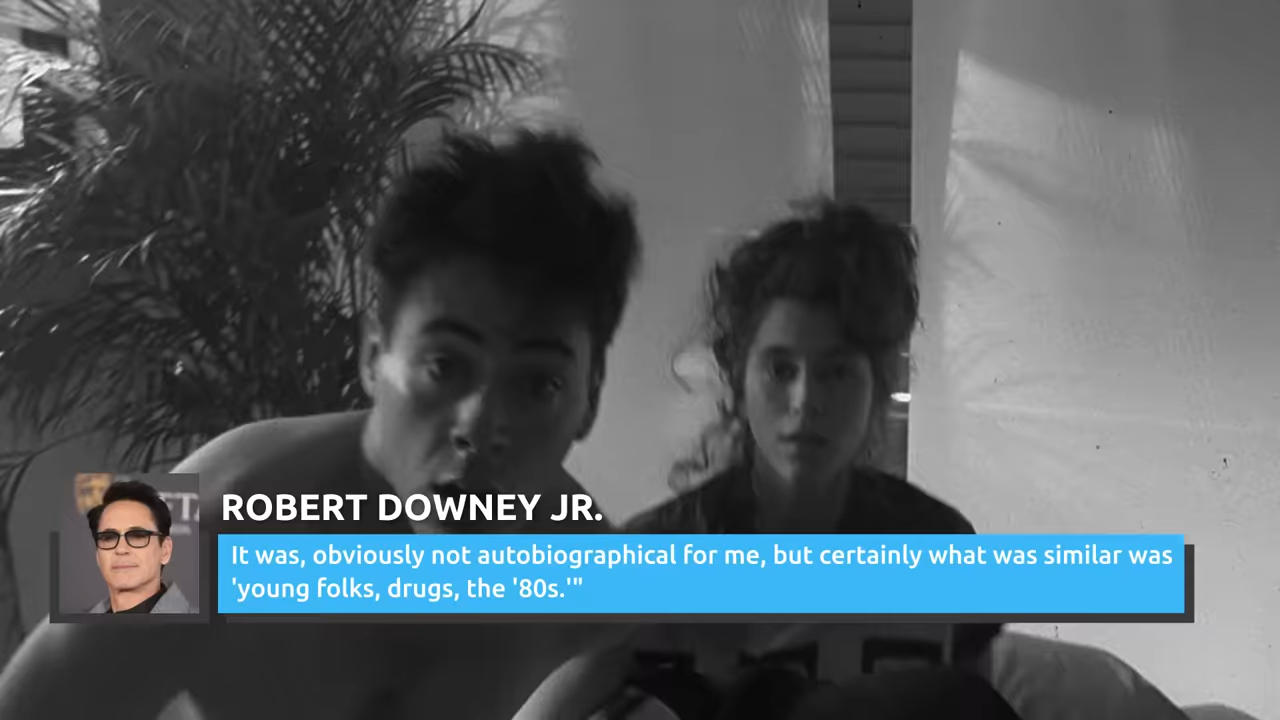 ROBERT DOWNEY JR.
It was, obviously not autobiographical for me, but certainly what was similar was
'young folks, drugs, the '80s.'"